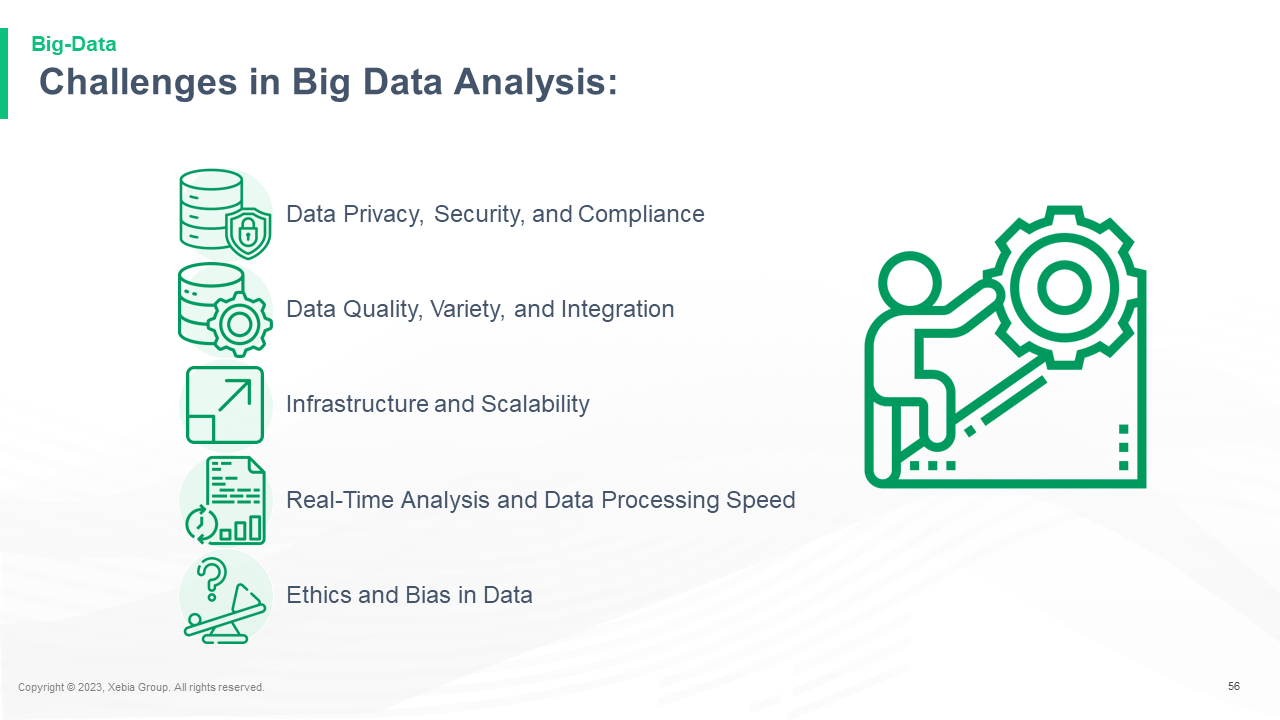 Big-Data
Challenges in Big Data Analysis:
Data Privacy, Security, and Compliance
Data Quality, Variety, and Integration
Infrastructure and Scalability
Real-Time Analysis and Data Processing Speed
Ethics and Bias in Data
Copyright © 2023, Xebia Group. All rights reserved.
56